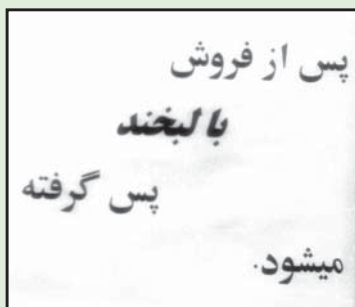 پس از فروش
با لبخند
پس گرفته
میشود.